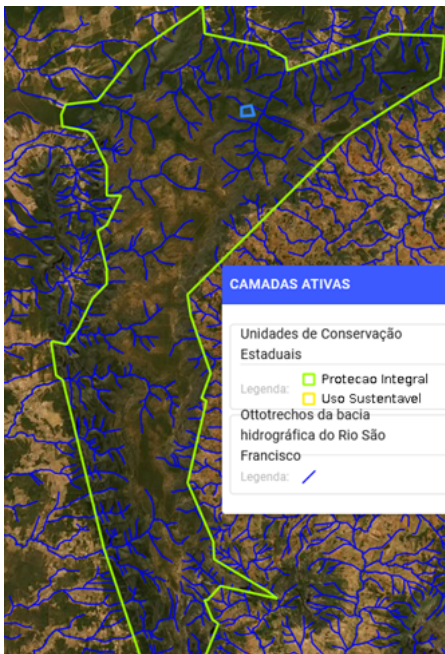 CAMADAS ATIVAS
Unidades de Conservação
Estaduais
Legenda:
Protecao Integral
Uso Sustentavel
Ottotrechos da bacia
hidrográfica do Rio São
Francisco
Legenda: